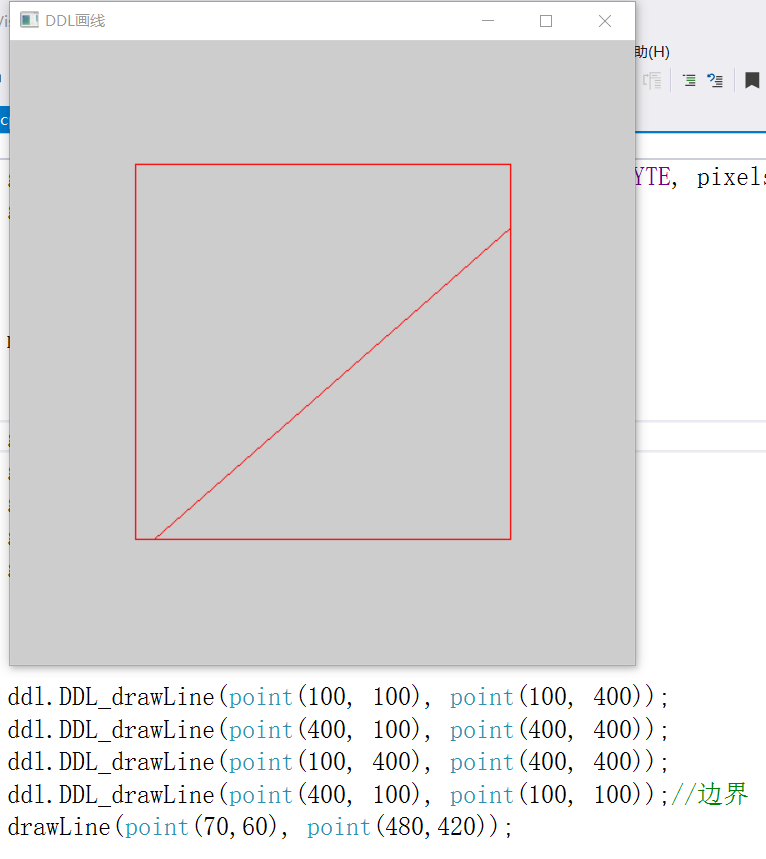 DDL画线
助(H)
YTE, pixels
ddl.DDL_drawLine(point(100, 100), point(100, 400));
ddl.DDL_drawLine(point(400, 100), point(400, 400));
ddl.DDL_drawLine(point(100, 400), point(400, 400));
ddl.DDL_drawLine(point(400, 100), point(100, 100));//边界
drawLine(point(70,60), point(480,420));